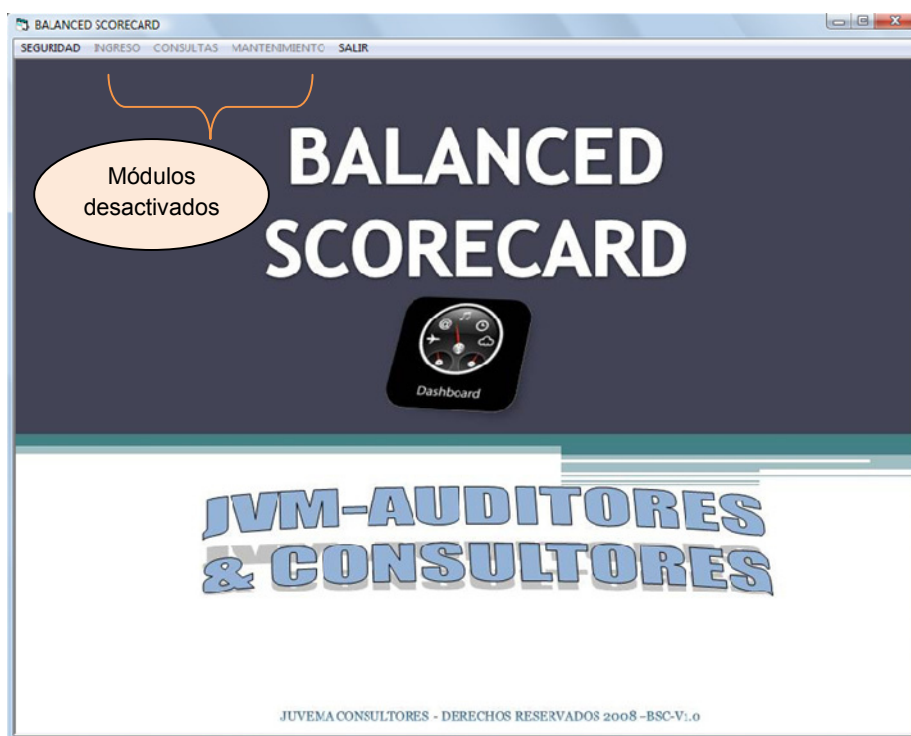 BALANCED SCORECARD
SEGURIDAD INGRESO CONSULTAS MANTENIMIENTO SALIR
Módulos
desactivados
BALANCED
SCORECARD
Dashboard
JVM-AUDITORES
& CONSULTORES
JUVEMA CONSULTORES - DERECHOS RESERVADOS 2008 -BSC-V1.0